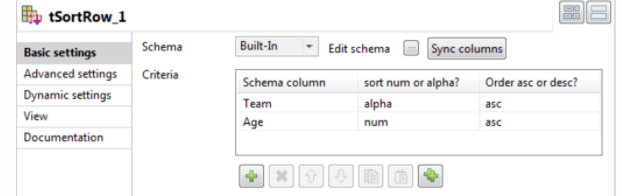 tSortRow_1
Basic settings
Advanced settings
Dynamic settings
View
Documentation
Schema Built-In Edit schema ... Sync columns
Criteria
Schema column sort num or alpha? Order asc or desc?
Team alpha asc
Age num asc